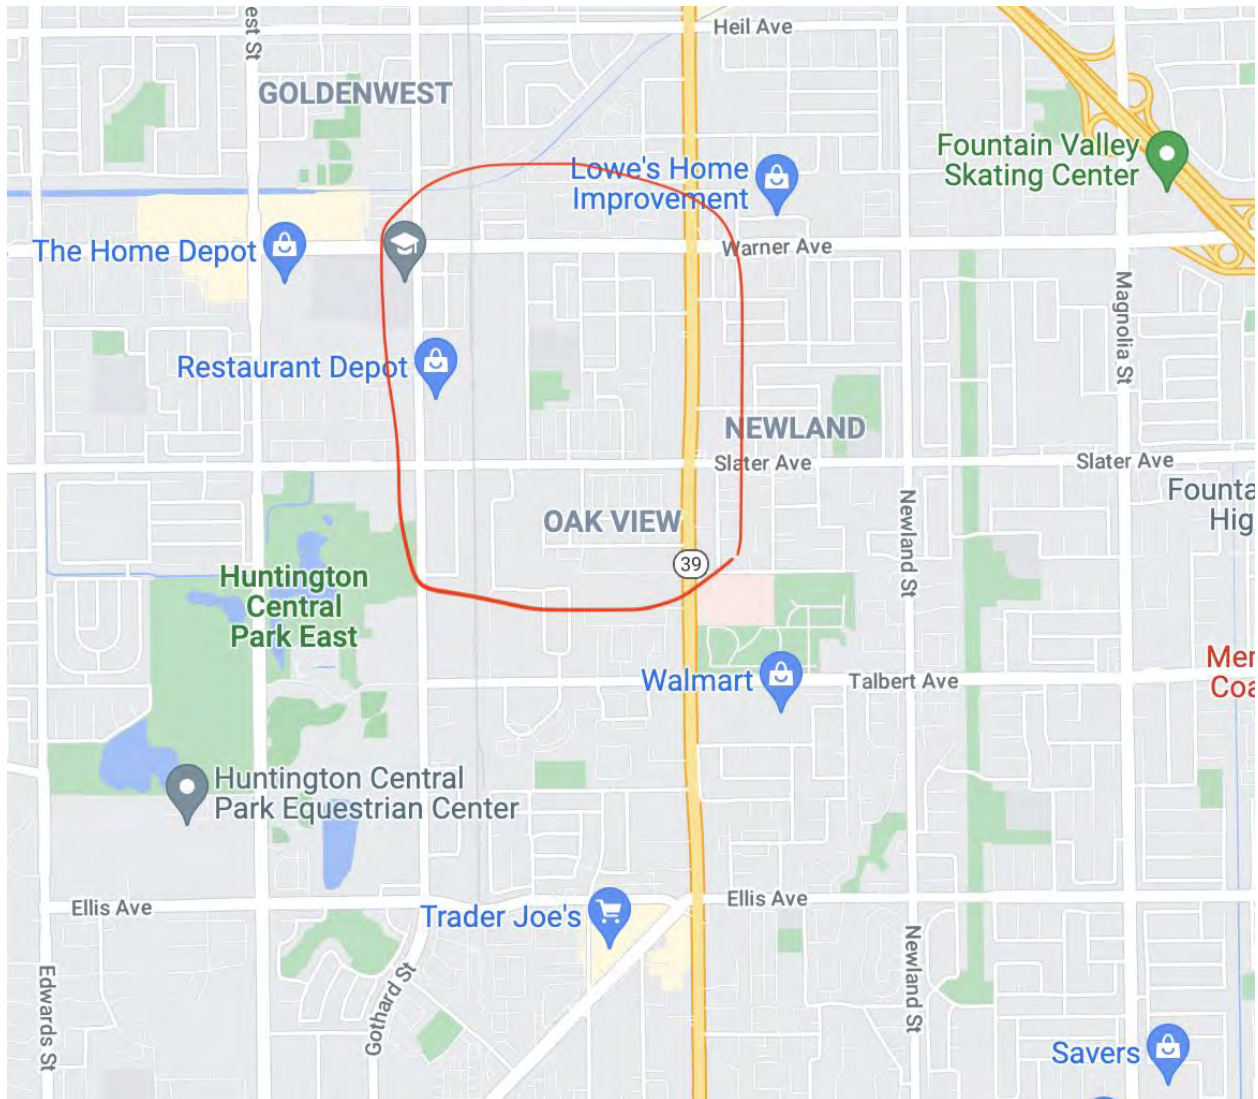 est St
Heil Ave
GOLDENWEST
Fountain Valley
Skating Center
Lowe's Home
Improvement
The Home Depot
Warner Ave
Magnolia St
Restaurant Depot
NEWLAND
Slater Ave
Slater Ave
Founta
Hig
OAK VIEW
Newland St
39
Huntington
Central
Park East
Mer
Coa
Walmart
Talbert Ave
Huntington Central
Park Equestrian Center
Ellis Ave
Trader Joe's
Ellis Ave
Edwards St
Gothard St
Newland St
Savers